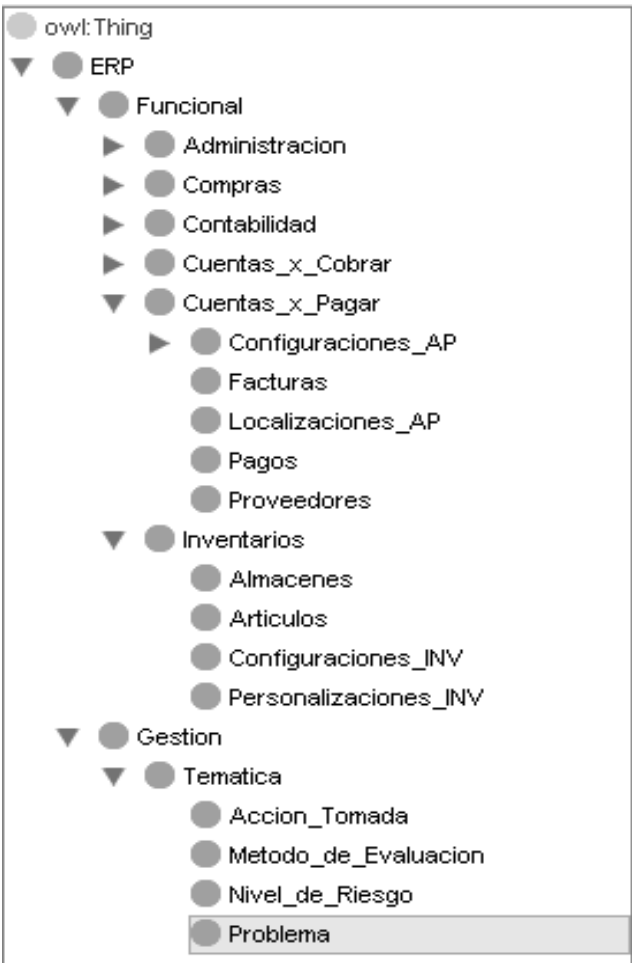 owl:Thing
ERP
Funcional
Administracion
Compras
Contabilidad
Cuentas_x_Cobrar
Cuentas_x_Pagar
Configuraciones_AP
Facturas
Localizaciones_AP
Pagos
Proveedores
Inventarios
Almacenes
Articulos
Configuraciones_INV
Personalizaciones_INV
Gestion
Tematica
Accion_Tomada
Metodo_de_Evaluacion
Nivel_de_Riesgo
Problema